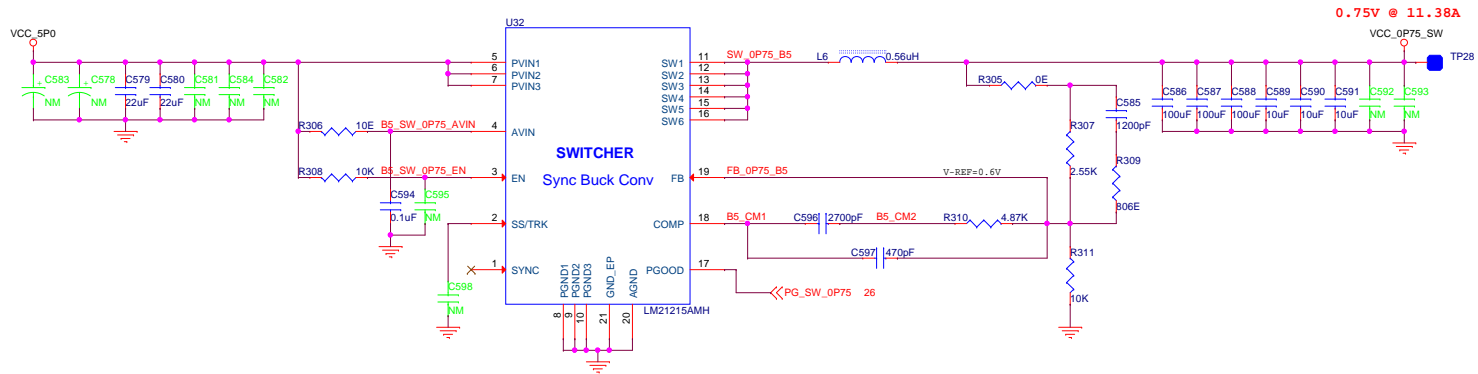 0.75V @ 11.38A
VCC_5P0
U32
VCC_0P75_SW
TP28
C583
NM
C578
NM
C579
22uF
C580
22uF
C581
NM
C584
NM
C582
NM
5
PVIN1
6
PVIN2
7
PVIN3
R306
10E
B5_SW_0P75_AVIN
4
AVIN
R308
10K
B5_SW_0P75_EN
3
EN
C594
0.1uF
C595
NM
2
SS/TRK
1
SYNC
C598
NM
SWITCHER
Sync Buck Conv
SW1
11
SW2
12
SW3
13
SW4
14
SW5
15
SW6
16
SW_0P75_B5
L6
0.56uH
FB
19
FB_0P75_B5
V-REF=0.6V
COMP
18
B5_CM1
C596
2700pF
B5_CM2
R310
4.87K
C597
470pF
PGOOD
17
PG_SW_0P75
26
PGND1
8
PGND2
9
PGND3
10
GND_EP
21
AGND
20
LM21215AMH
R305
0E
R307
2.55K
C585
1200pF
R309
806E
R311
10K
C586
100uF
C587
100uF
C588
100uF
C589
10uF
C590
10uF
C591
10uF
C592
NM
C593
NM